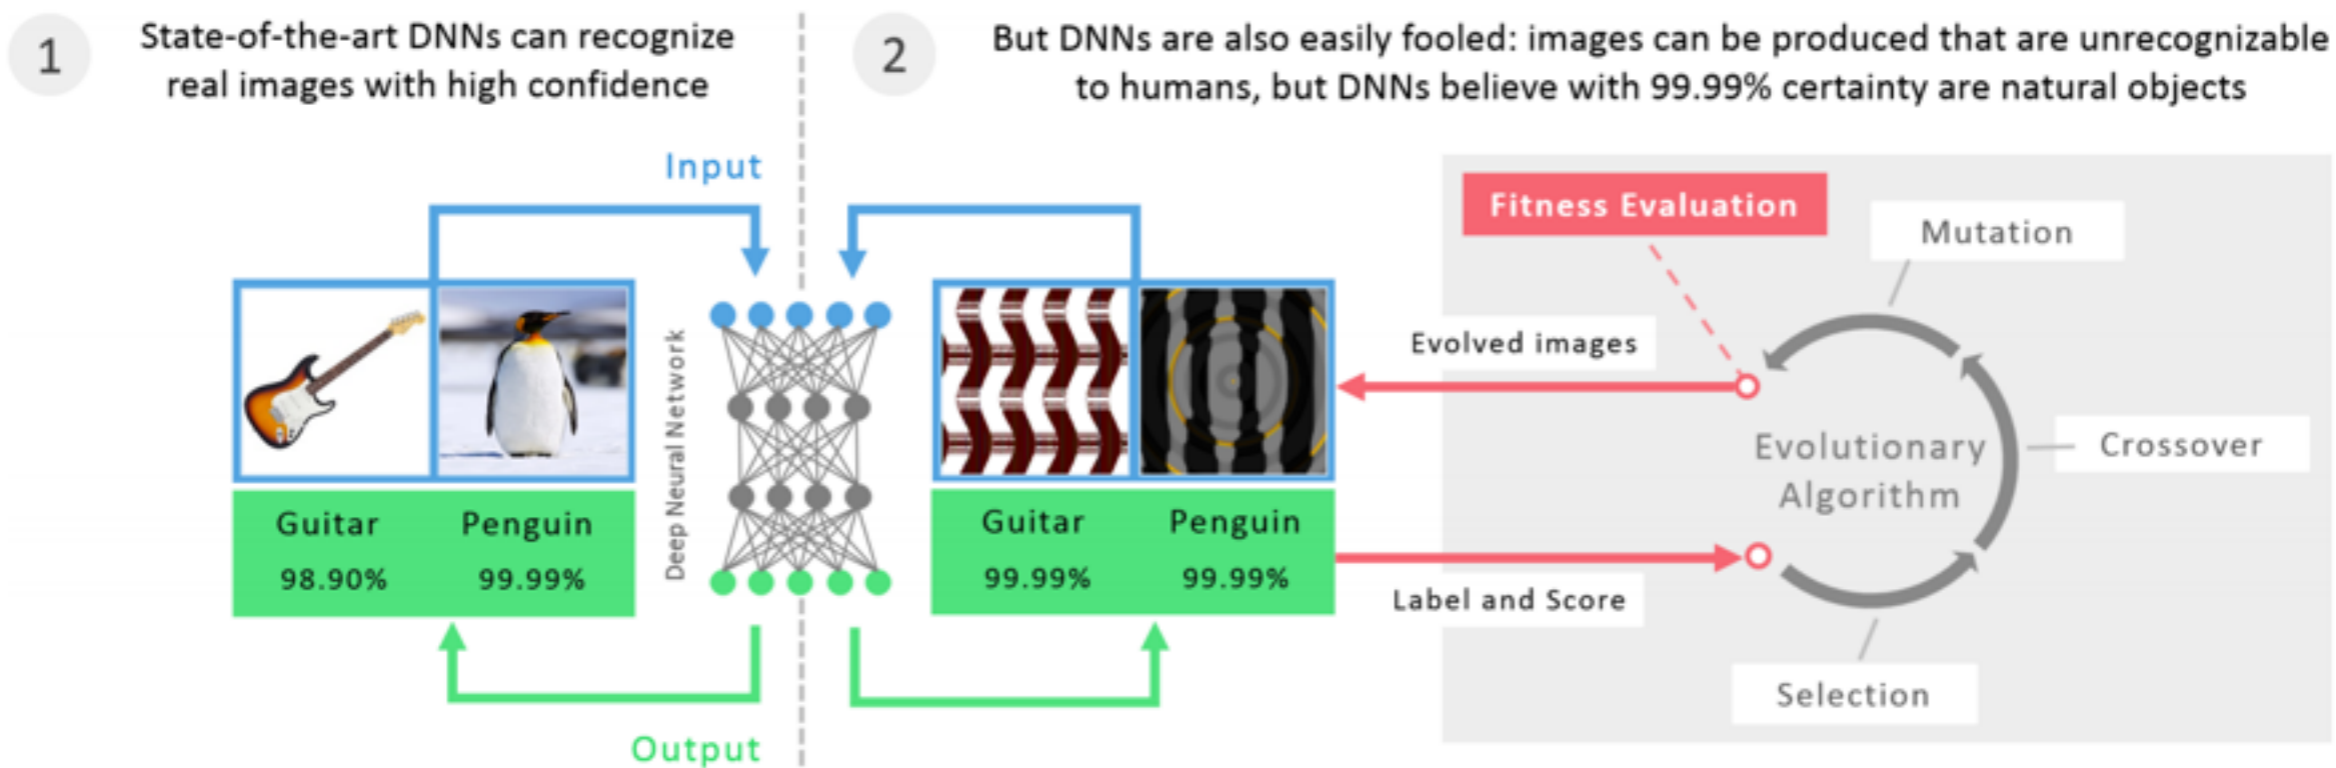 1
State-of-the-art DNNs can recognize
real images with high confidence
2
But DNNs are also easily fooled: images can be produced that are unrecognizable
to humans, but DNNs believe with 99.99% certainty are natural objects
Input
Deep Neural Network
Guitar Penguin
98.90% 99.99%
Output
Guitar Penguin
99.99% 99.99%
Fitness Evaluation
Mutation
Evolved images
Crossover
Evolutionary
Algorithm
Label and Score
Selection